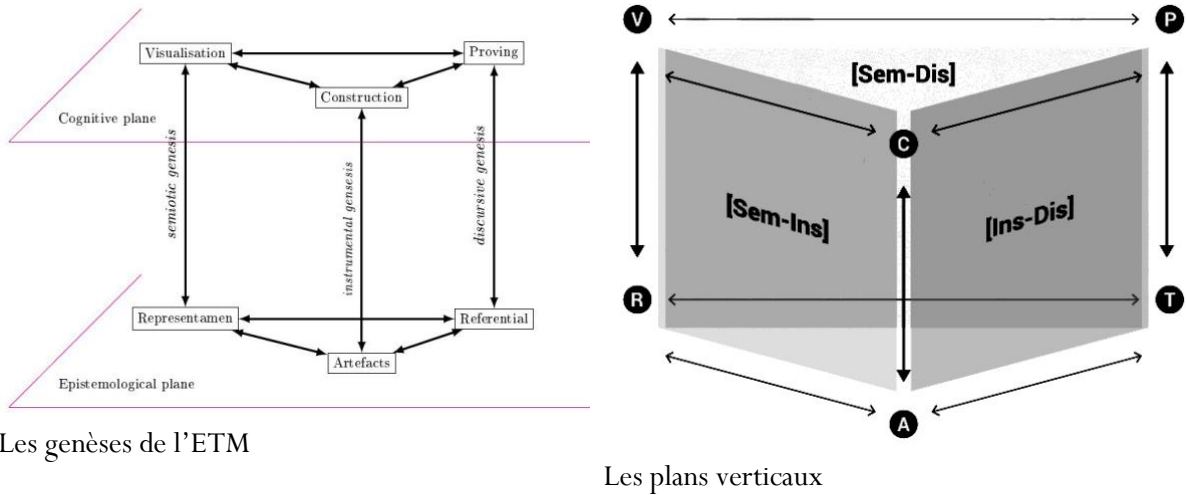 Visualisation
Proving
Construction
Cognitive plane
semiotic genesis
instrumental gensesis
discursive genesis
Representamen
Referential
Artefacts
Epistemological plane
Les genèses de l'ETM
V
P
[Sem-Dis]
C
[Sem-Ins]
[Ins-Dis]
R
T
A
Les plans verticaux